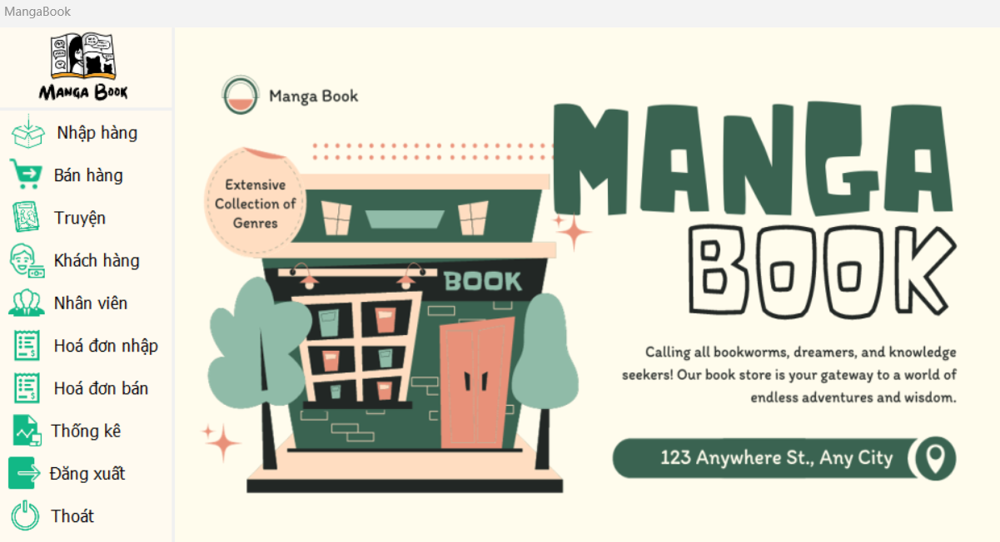 MangaBook
MANGA BOOK
Nhập hàng
Bán hàng
Truyện
Khách hàng
Nhân viên
Hoá đơn nhập
Hoá đơn bán
Thống kê
Đăng xuất
Thoát
Manga Book
Extensive
Collection of
Genres
BOOK
MANGA
BOOK
Calling all bookworms, dreamers, and knowledge
seekers! Our book store is your gateway to a world of
endless adventures and wisdom.
123 Anywhere St., Any City